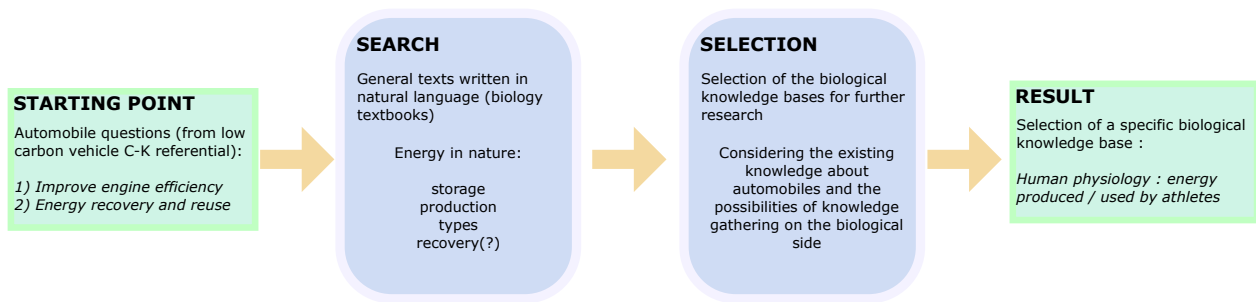 STARTING POINT
Automobile questions (from low
carbon vehicle C-K referential):
1) Improve engine efficiency
2) Energy recovery and reuse
SEARCH
General texts written in
natural language (biology
textbooks)
Energy in nature:
storage
production
types
recovery(?)
SELECTION
Selection of the biological
knowledge bases for further
research
Considering the existing
knowledge about
automobiles and the
possibilities of knowledge
gathering on the biological
side
RESULT
Selection of a specific biological
knowledge base :
Human physiology : energy
produced / used by athletes